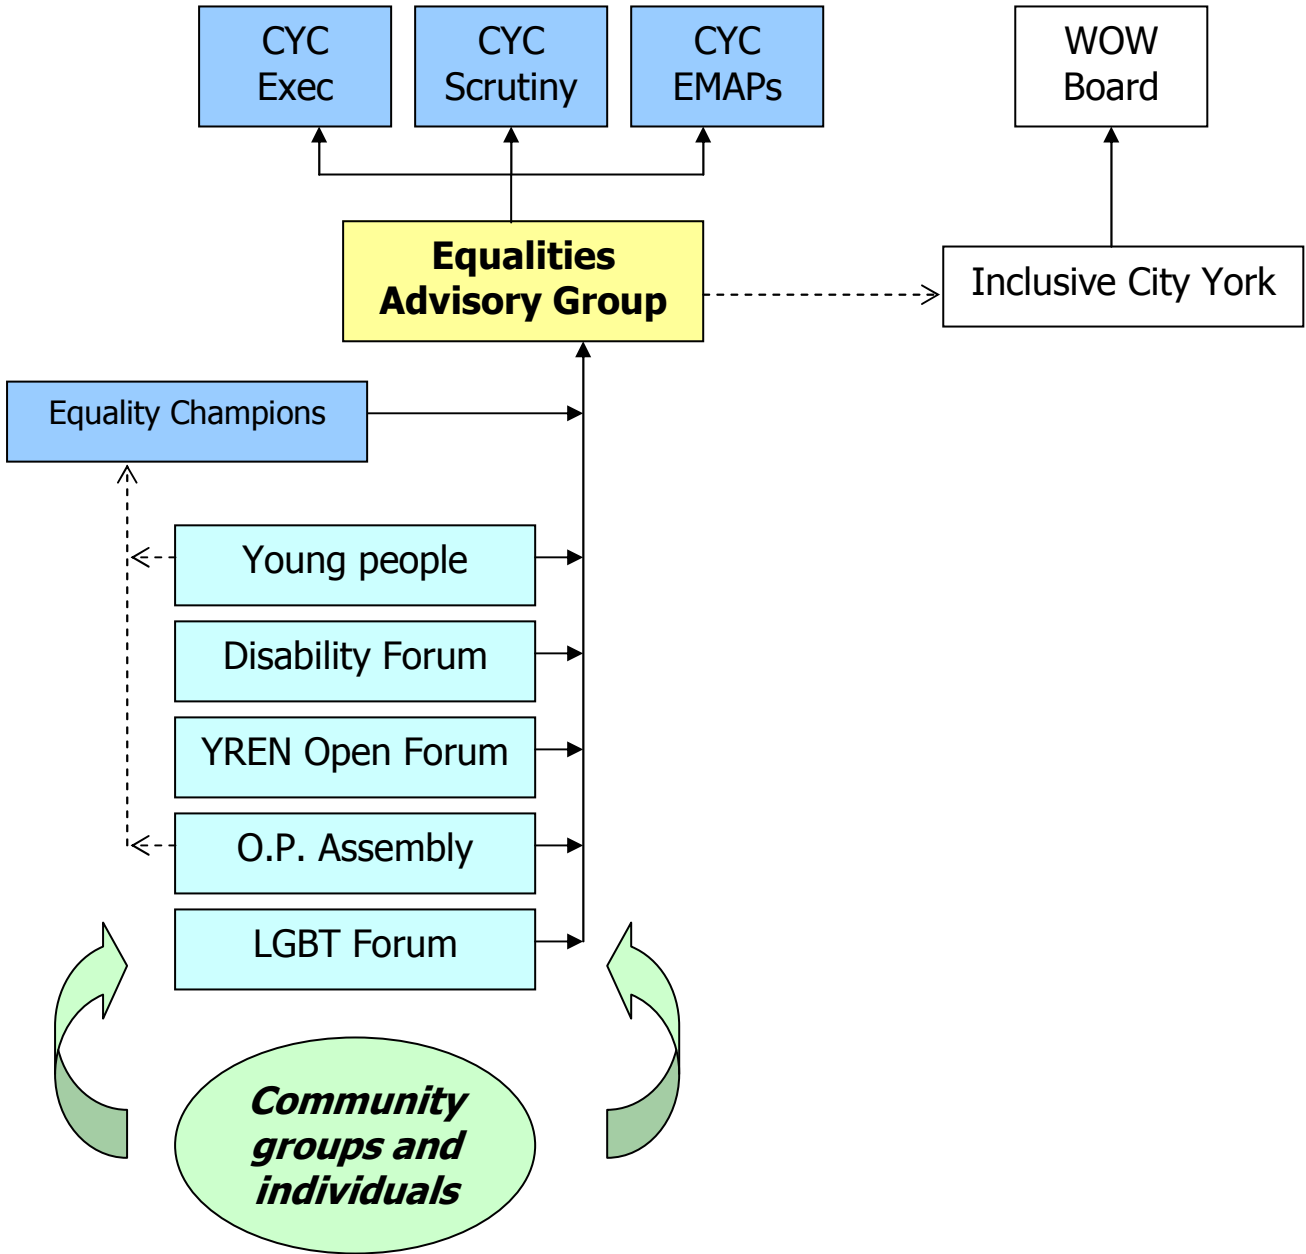 CYC
Exec
CYC
Scrutiny
CYC
EMAPs
WOW
Board
Equalities
Advisory Group
Inclusive City York
Equality Champions
Young people
Disability Forum
YREN Open Forum
O.P. Assembly
LGBT Forum
Community
groups and
individuals